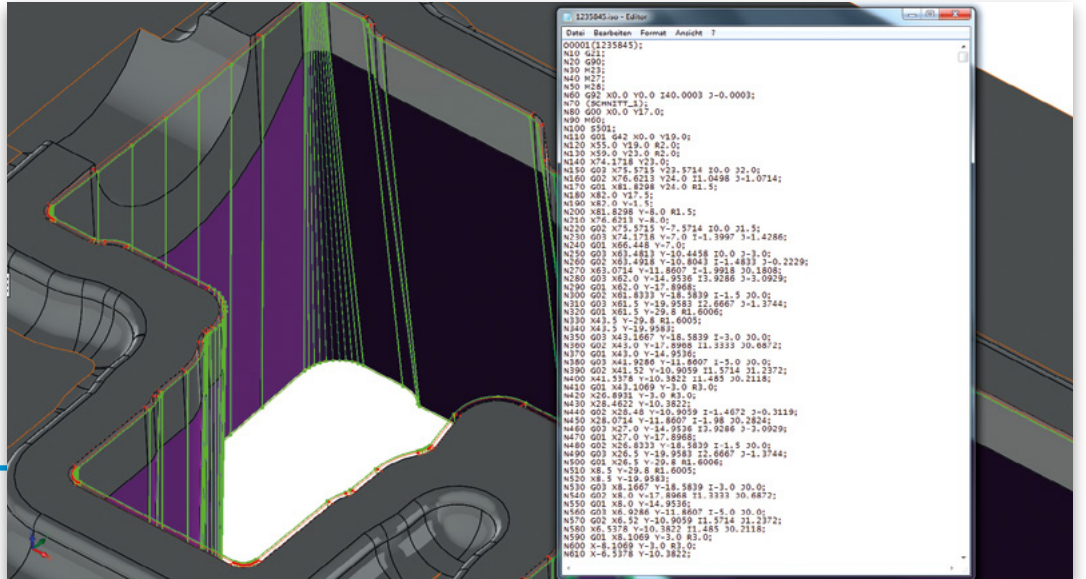 1235845.iso - Editor
Datei Bearbeiten Format Ansicht ?
O0001(1235845);
N10 G21;
N20 G90;
N30 M23;
N40 M27;
N50 M28;
N60 G92 X0.0 Y0.0 I40.0003 J-0.0003;
N70 (SCHNITT_1);
N80 G00 X0.0 Y17.0;
N90 M60;
N100 S501;
N110 G01 G42 X0.0 Y19.0;
N120 X55.0 Y19.0 R2.0;
N130 X59.0 Y23.0 R2.0;
N140 X74.1718 Y23.0;
N150 G03 X75.5715 Y23.5714 I0.0 J2.0;
N160 G02 X76.6213 Y24.0 I1.0498 J-1.0714;
N170 G01 X81.8298 Y24.0 R1.5;
N180 X82.0 Y17.5;
N190 X82.0 Y-1.5;
N200 X81.8298 Y-8.0 R1.5;
N210 X76.6213 Y-8.0;
N220 G02 X75.5715 Y-7.5714 I0.0 J1.5;
N230 G03 X74.1718 Y-7.0 I-1.3997 J-1.4286;
N240 G01 X66.448 Y-7.0;
N250 G03 X63.4813 Y-10.4458 I0.0 J-3.0;
N260 G02 X63.4918 Y-10.8043 I-1.4833 J-0.2229;
N270 X63.0714 Y-11.8607 I-1.9918 J0.1808;
N280 G03 X62.0 Y-14.9536 I3.9286 J-3.0929;
N290 G01 X62.0 Y-17.8968;
N300 G02 X61.8333 Y-18.5839 I-1.5 J0.0;
N310 G03 X61.5 Y-19.9583 I2.6667 J-1.3744;
N320 G01 X61.5 Y-29.8 R1.6006;
N330 X43.5 Y-29.8 R1.6005;
N340 X43.5 Y-19.9583;
N350 G03 X43.1667 Y-18.5839 I-3.0 J0.0;
N360 G02 X43.0 Y-17.8968 I1.3333 J0.6872;
N370 G01 X43.0 Y-14.9536;
N380 G03 X41.9286 Y-11.8607 I-5.0 J0.0;
N390 G02 X41.52 Y-10.9059 I1.5714 J1.2372;
N400 X41.5378 Y-10.3822 I1.485 J0.2118;
N410 G01 X43.1069 Y-3.0 R3.0;
N420 X26.8931 Y-3.0 R3.0;
N430 X28.4622 Y-10.3822;
N440 G02 X28.48 Y-10.9059 I-1.4672 J-0.3119;
N450 X28.0714 Y-11.8607 I-1.98 J0.2824;
N460 G03 X27.0 Y-14.9536 I3.9286 J-3.0929;
N470 G01 X27.0 Y-17.8968;
N480 G02 X26.8333 Y-18.5839 I-1.5 J0.0;
N490 G03 X26.5 Y-19.9583 I2.6667 J-1.3744;
N500 G01 X26.5 Y-29.8 R1.6006;
N510 X8.5 Y-29.8 R1.6005;
N520 X8.5 Y-19.9583;
N530 G03 X8.1667 Y-18.5839 I-3.0 J0.0;
N540 G02 X8.0 Y-17.8968 I1.3333 J0.6872;
N550 G01 X8.0 Y-14.9536;
N560 G03 X6.9286 Y-11.8607 I-5.0 J0.0;
N570 G02 X6.52 Y-10.9059 I1.5714 J1.2372;
N580 X6.5378 Y-10.3822 I1.485 J0.2118;
N590 G01 X8.1069 Y-3.0 R3.0;
N600 X-8.1069 Y-3.0 R3.0;
N610 X-6.5378 Y-10.3822;